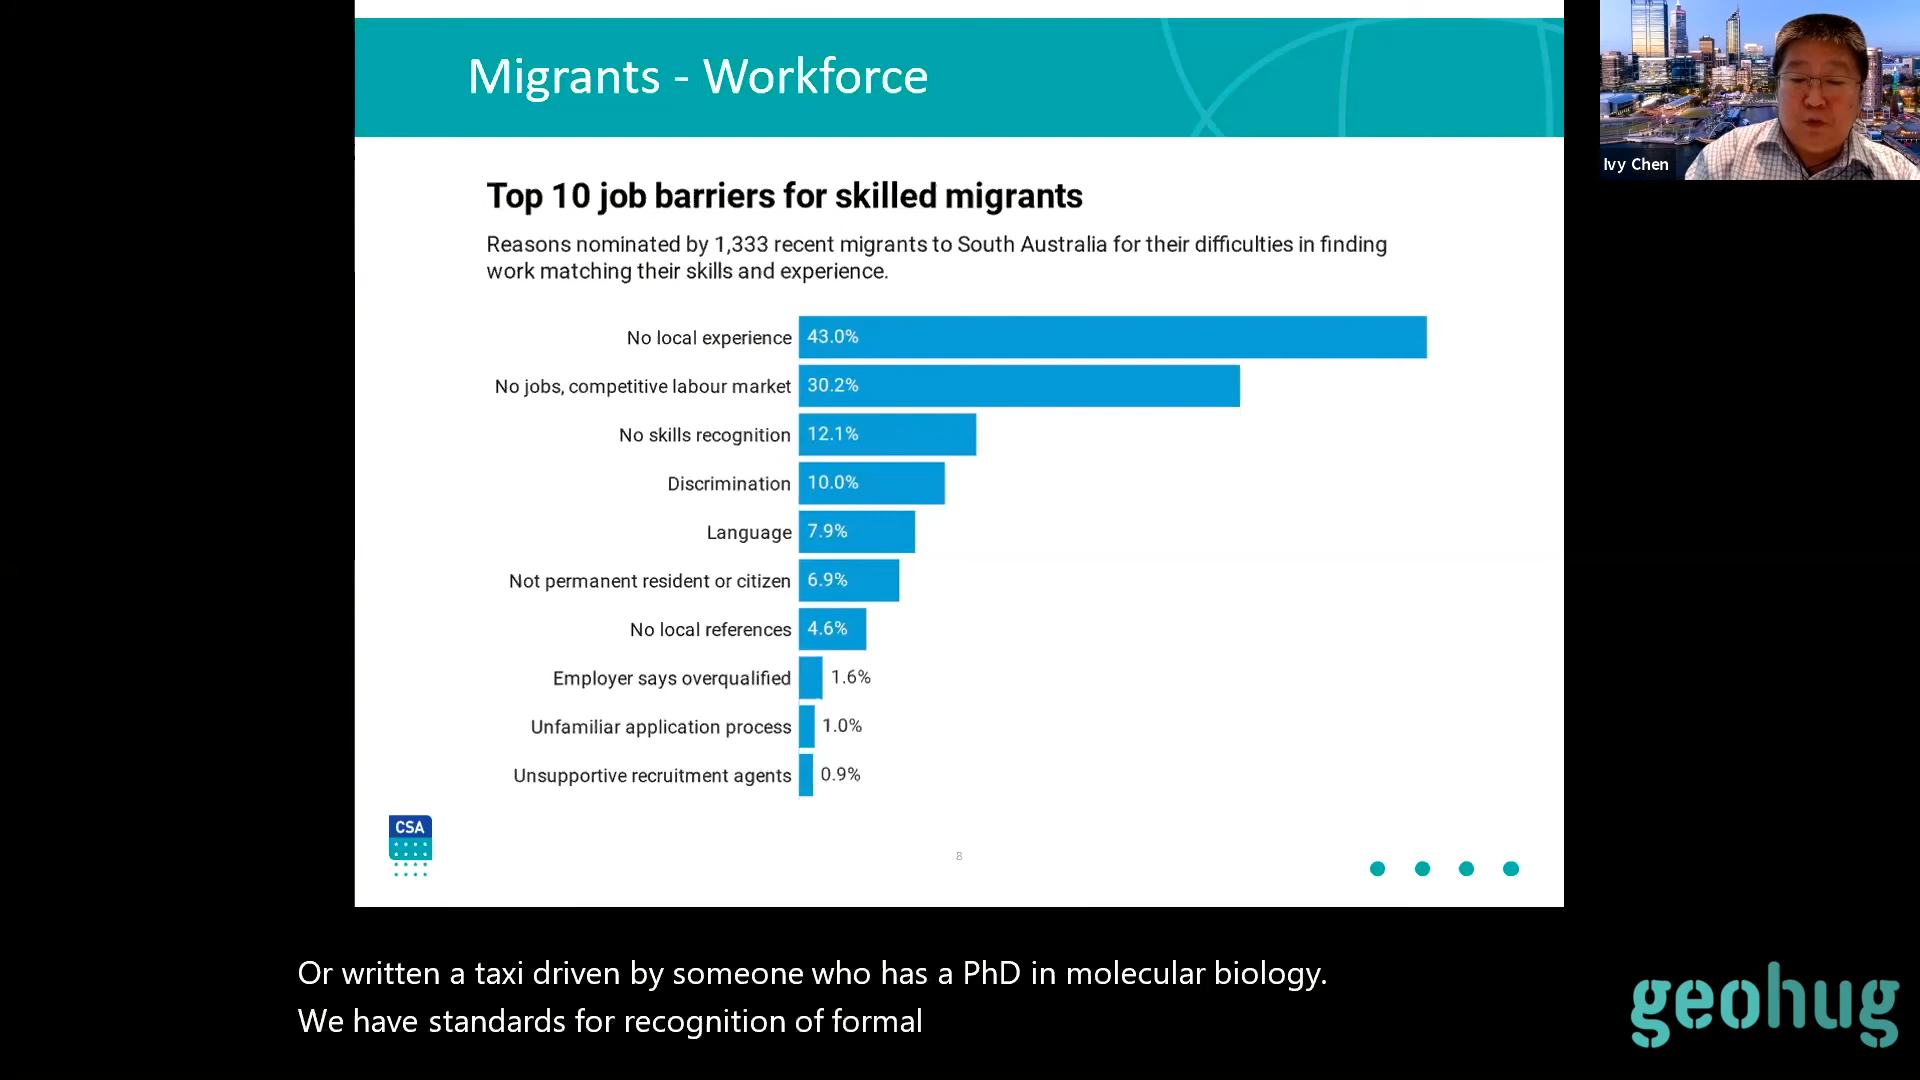 Migrants - Workforce
Ivy Chen
Top 10 job barriers for skilled migrants
Reasons nominated by 1,333 recent migrants to South Australia for their difficulties in finding
work matching their skills and experience.
No local experience 43.0%
No jobs, competitive labour market 30.2%
No skills recognition 12.1%
Discrimination 10.0%
Language 7.9%
Not permanent resident or citizen 6.9%
No local references 4.6%
Employer says overqualified 1.6%
Unfamiliar application process 1.0%
Unsupportive recruitment agents 0.9%
CSA
8
Or written a taxi driven by someone who has a PhD in molecular biology.
We have standards for recognition of formal
geohug